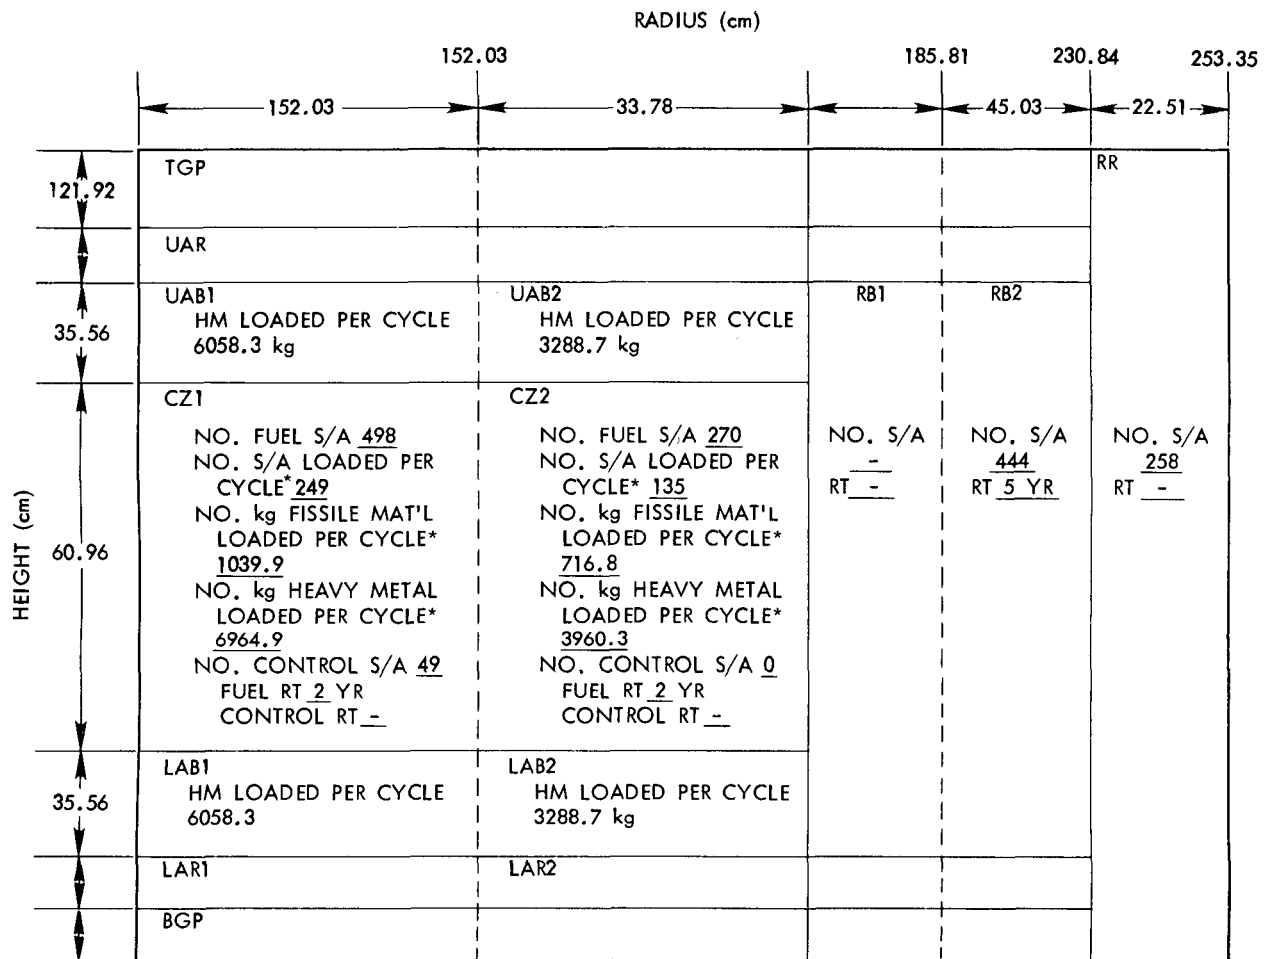 RADIUS (cm)
152.03 185.81 230.84 253.35
152.03 33.78 45.03 22.51
121.92
TGP
RR
UAR
35.56
UAB1
HM LOADED PER CYCLE
6058.3 kg
UAB2
HM LOADED PER CYCLE
3288.7 kg
RB1
RB2
HEIGHT (cm)
60.96
CZ1
NO. FUEL S/A 498
NO. S/A LOADED PER
CYCLE* 249
NO. kg FISSILE MAT'L
LOADED PER CYCLE*
1039.9
NO. kg HEAVY METAL
LOADED PER CYCLE*
6964.9
NO. CONTROL S/A 49
FUEL RT 2 YR
CONTROL RT -
CZ2
NO. FUEL S/A 270
NO. S/A LOADED PER
CYCLE* 135
NO. kg FISSILE MAT'L
LOADED PER CYCLE*
716.8
NO. kg HEAVY METAL
LOADED PER CYCLE*
3960.3
NO. CONTROL S/A 0
FUEL RT 2 YR
CONTROL RT -
NO. S/A
-
RT -
NO. S/A
444
RT 5 YR
NO. S/A
258
RT -
35.56
LAB1
HM LOADED PER CYCLE
6058.3
LAB2
HM LOADED PER CYCLE
3288.7 kg
LAR1
LAR2
BGP